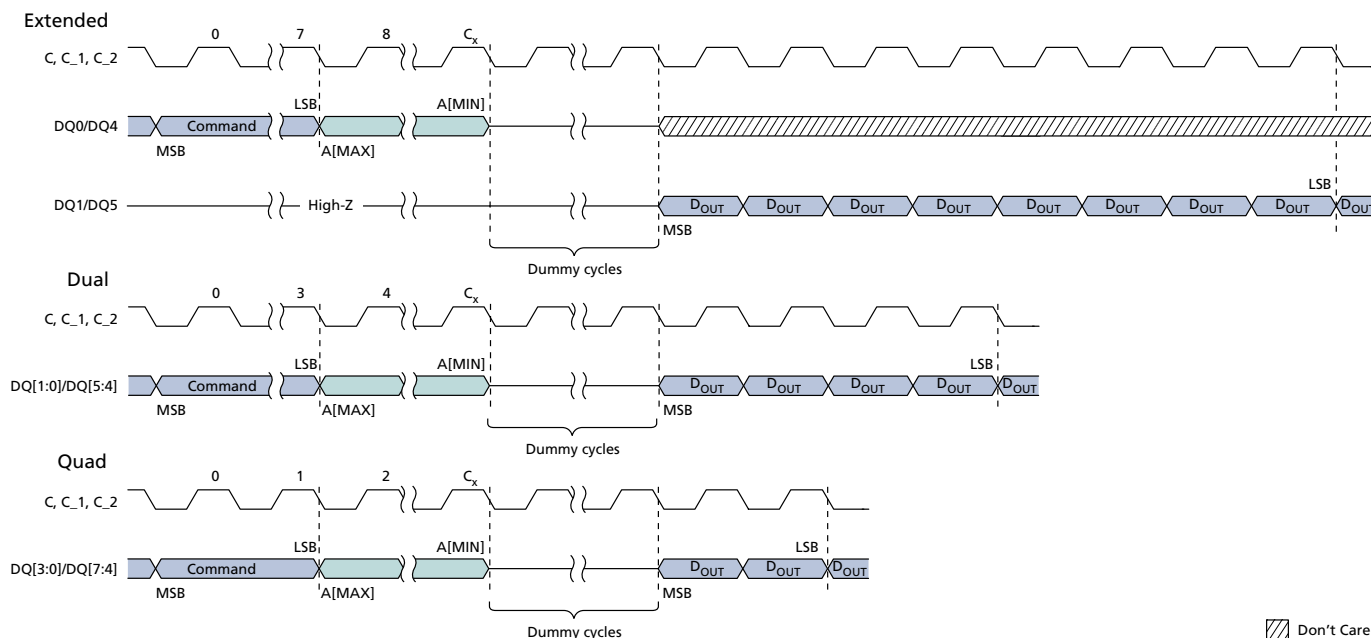 Extended
0 7 8 Cx
C, C_1, C_2
LSB A[MIN]
DQ0/DQ4 Command
MSB A[MAX]
LSB
DQ1/DQ5 High-Z DOUT DOUT DOUT DOUT DOUT DOUT DOUT DOUT DOUT
MSB
Dummy cycles
Dual
0 3 4 Cx
C, C_1, C_2
LSB A[MIN] LSB
DQ[1:0]/DQ[5:4] Command DOUT DOUT DOUT DOUT DOUT
MSB A[MAX] MSB
Dummy cycles
Quad
0 1 2 Cx
C, C_1, C_2
LSB A[MIN] LSB
DQ[3:0]/DQ[7:4] Command DOUT DOUT DOUT
MSB A[MAX] MSB
Dummy cycles
Don't Care